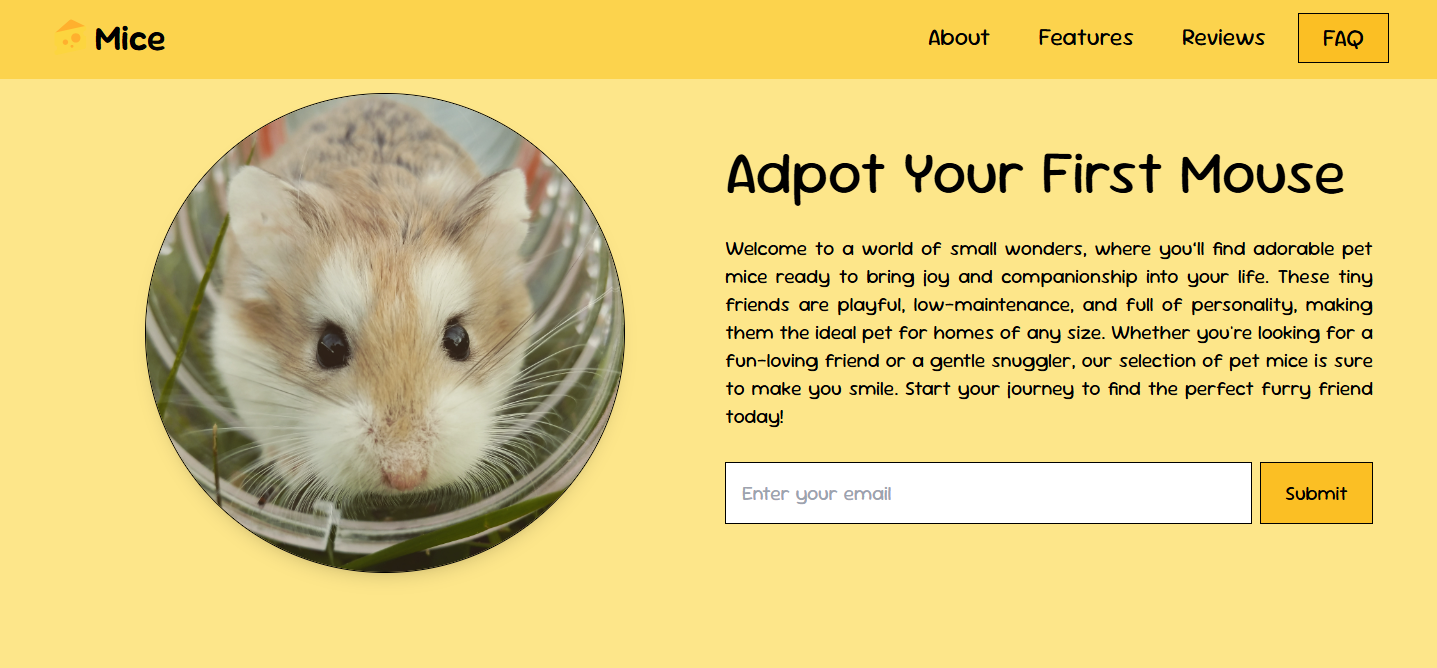 Mice
About
Features
Reviews
FAQ
Adpot Your First Mouse
Welcome to a world of small wonders, where you'll find adorable pet
mice ready to bring joy and companionship into your life. These tiny
friends are playful, low-maintenance, and full of personality, making
them the ideal pet for homes of any size. Whether you're looking for a
fun-loving friend or a gentle snuggler, our selection of pet mice is sure
to make you smile. Start your journey to find the perfect furry friend
today!
Enter your email
Submit